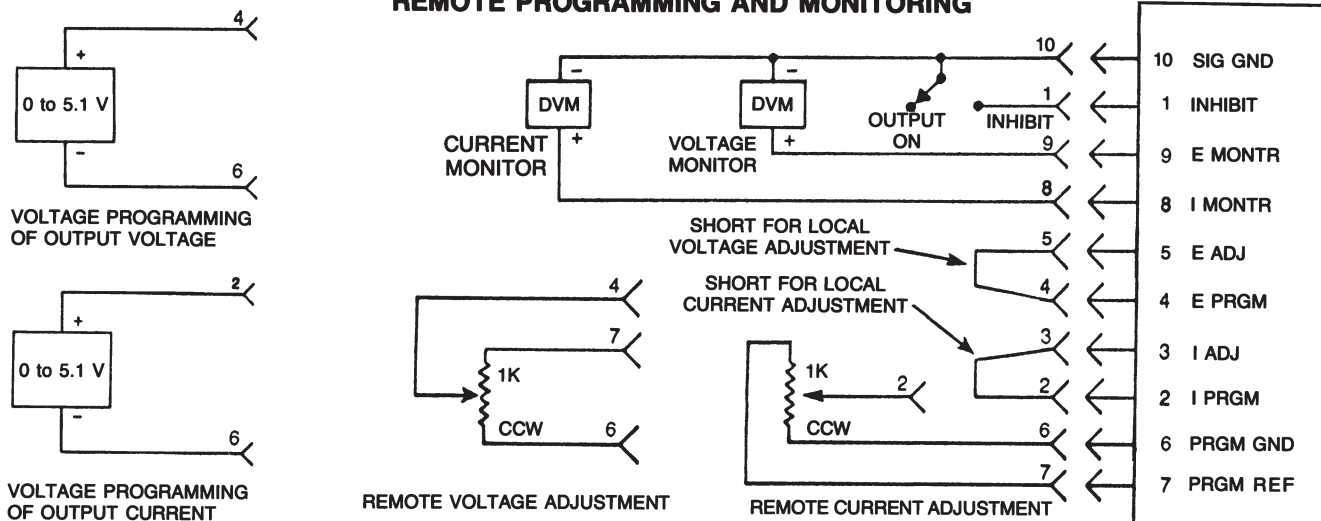 REMOTE PROGRAMMING AND MONITORING
4
+
0 to 5.1 V
-
6
VOLTAGE PROGRAMMING
OF OUTPUT VOLTAGE
2
+
0 to 5.1 V
-
6
VOLTAGE PROGRAMMING
OF OUTPUT CURRENT
-
DVM
+
CURRENT
MONITOR
-
DVM
+
VOLTAGE
MONITOR
OUTPUT
ON
INHIBIT
10
1
9
8
SHORT FOR LOCAL
VOLTAGE ADJUSTMENT
5
4
SHORT FOR LOCAL
CURRENT ADJUSTMENT
3
2
6
7
4
7
1K
CCW
6
REMOTE VOLTAGE ADJUSTMENT
1K
2
CCW
REMOTE CURRENT ADJUSTMENT
10 SIG GND
1 INHIBIT
9 E MONTR
8 I MONTR
5 E ADJ
4 E PRGM
3 I ADJ
2 I PRGM
6 PRGM GND
7 PRGM REF